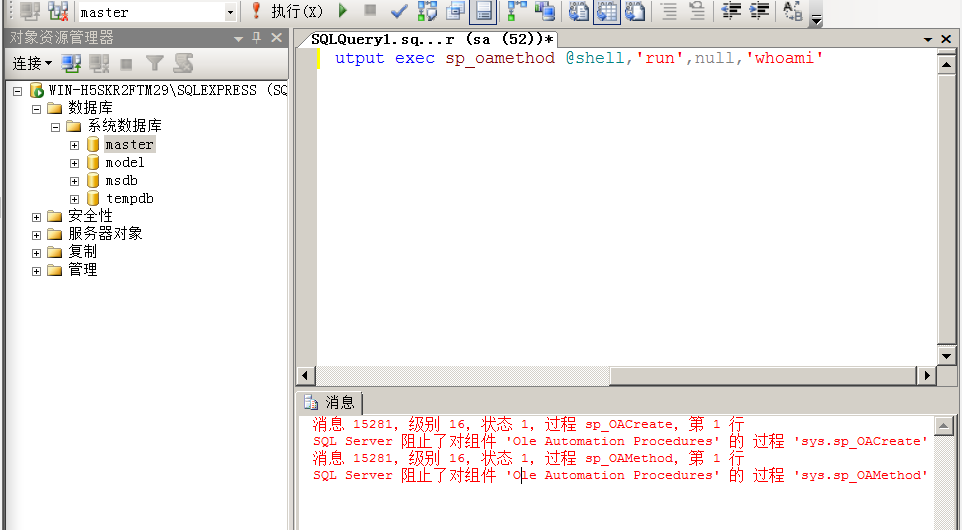 master
执行(X)
对象资源管理器
SQLQuery1.sq...r (sa (52))*
连接
utput exec sp_oamethod @shell,'run',null,'whoami'
WIN-H5SKR2FTM29\SQLEXPRESS (SQ
数据库
系统数据库
master
model
msdb
tempdb
安全性
服务器对象
复制
管理
消息
消息 15281, 级别 16, 状态 1, 过程 sp_OACreate, 第 1 行
SQL Server 阻止了对组件 'Ole Automation Procedures' 的 过程 'sys.sp_OACreate'
消息 15281, 级别 16, 状态 1, 过程 sp_OAMethod, 第 1 行
SQL Server 阻止了对组件 'Ole Automation Procedures' 的 过程 'sys.sp_OAMethod'